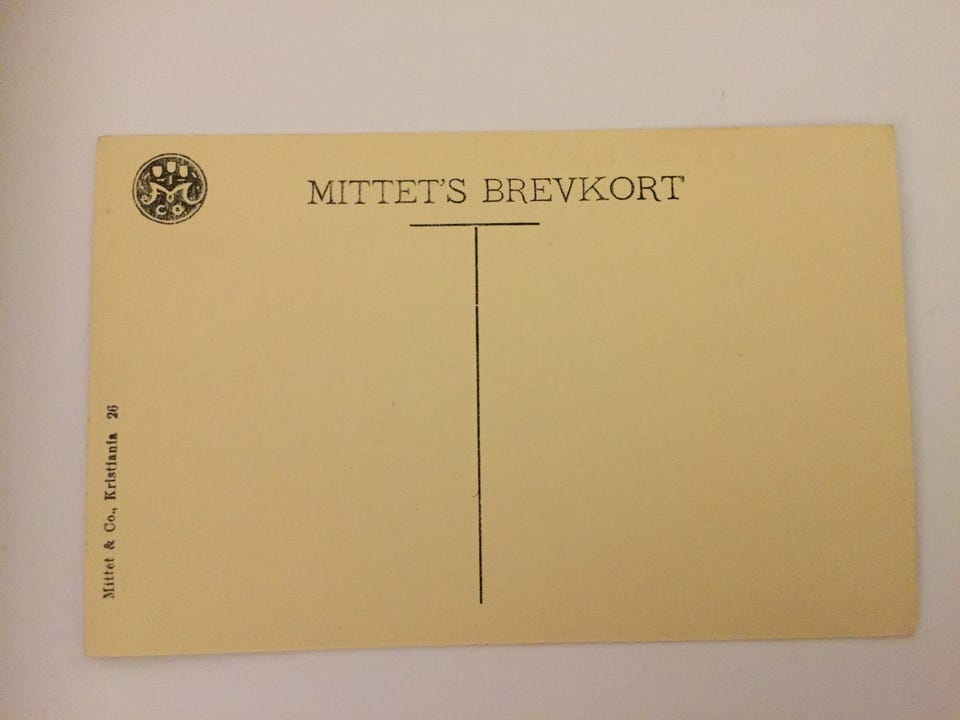 MITTET'S BREVKORT
Mittet & Co., Kristiania 26